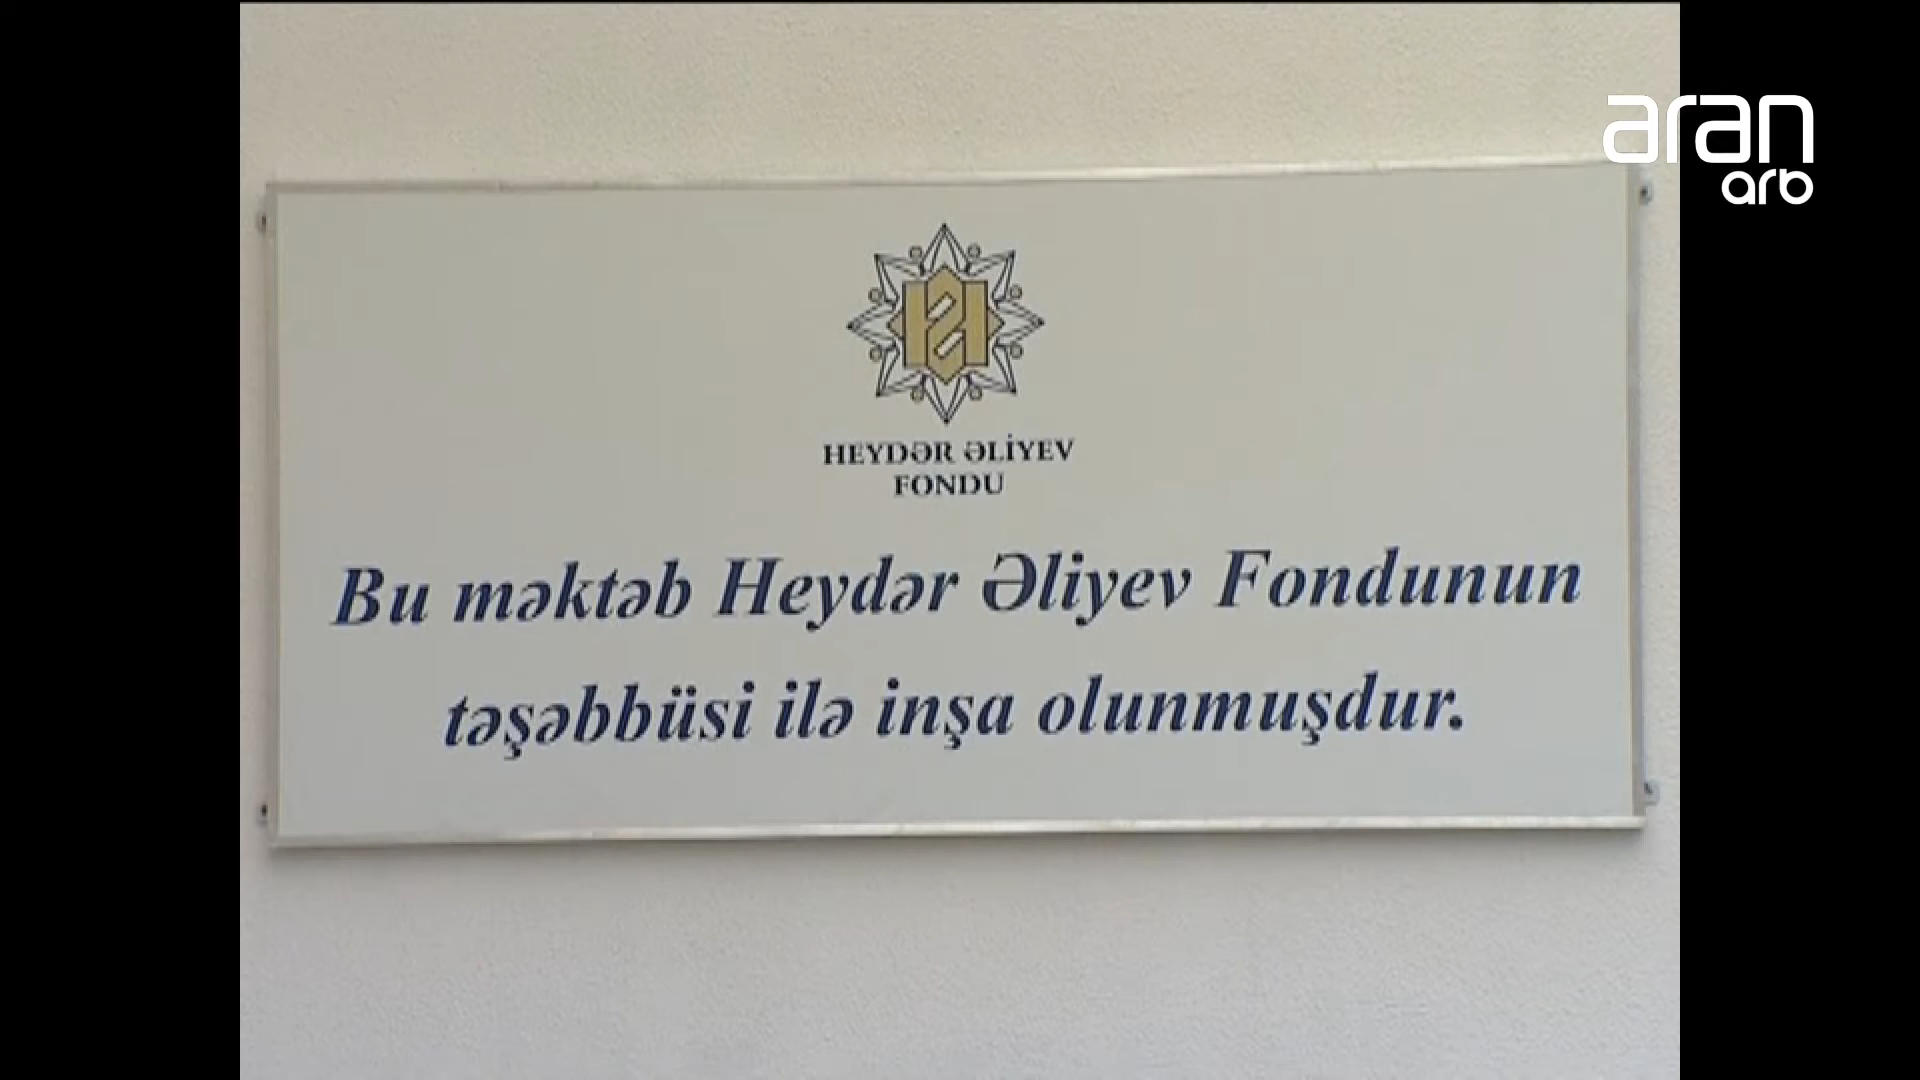 aran
arb
HEYDƏR ƏLİYEV
FONDU
Bu məktəb Heydər Əliyev Fondunun
təşəbbüsi ilə inşa olunmuşdur.